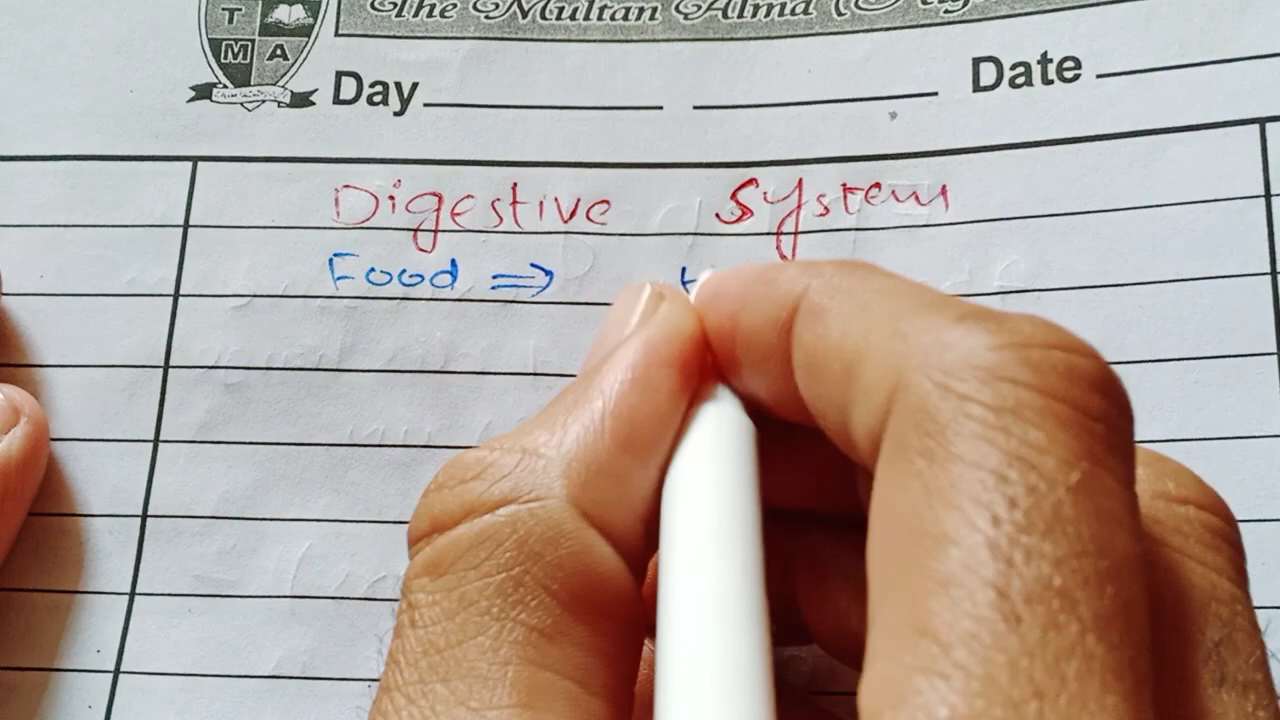 T
M A
The Multan Alma
Day Date
Digestive System
Food ⇒